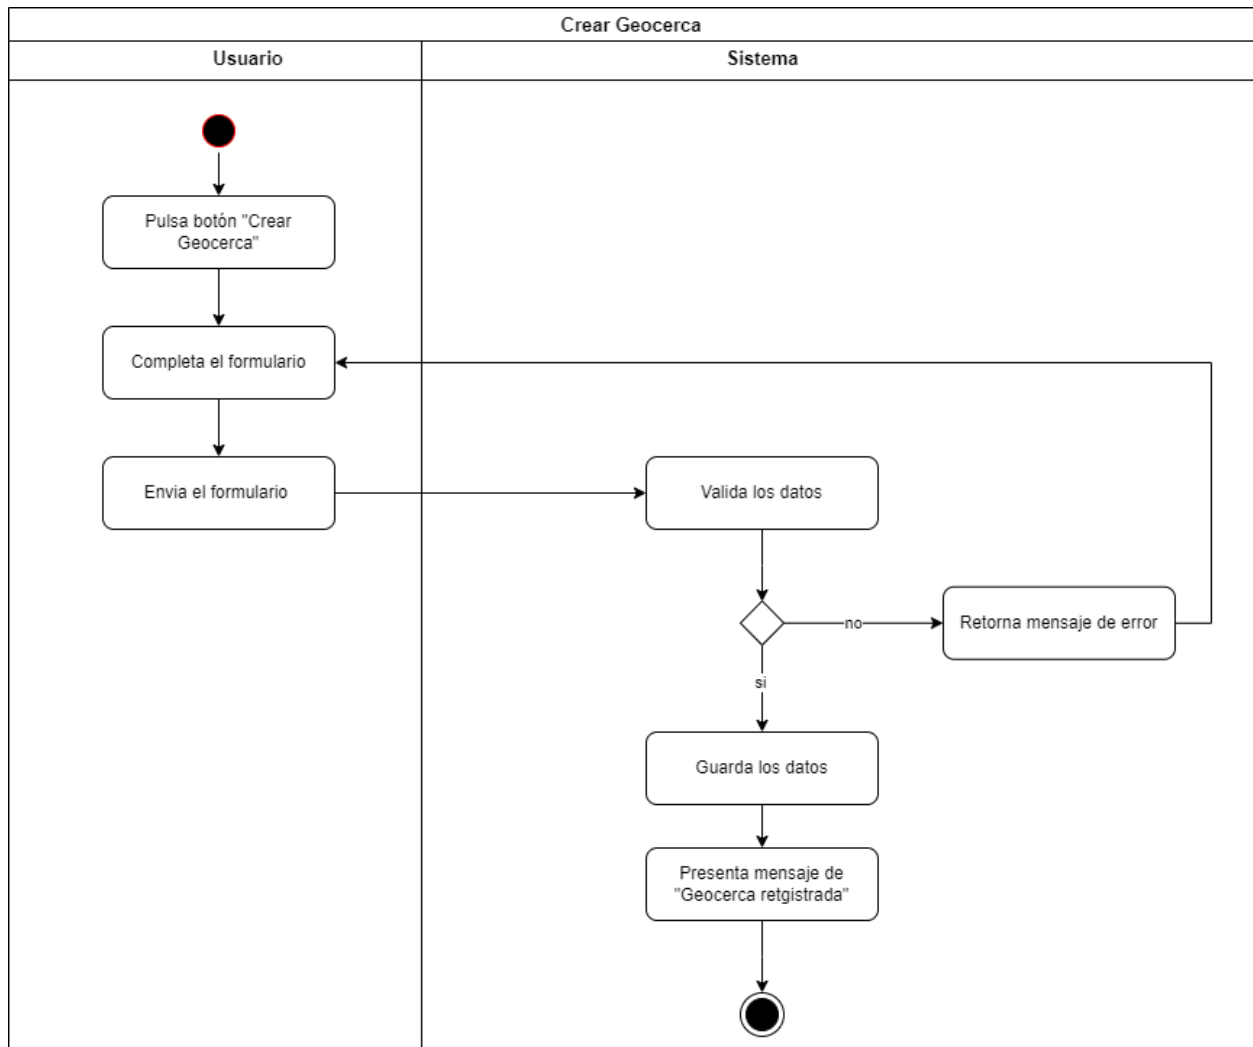 Crear Geocerca
Usuario
Sistema
Pulsa botón "Crear
Geocerca"
Completa el formulario
Envia el formulario
Valida los datos
no
Retorna mensaje de error
si
Guarda los datos
Presenta mensaje de
"Geocerca retgistrada"